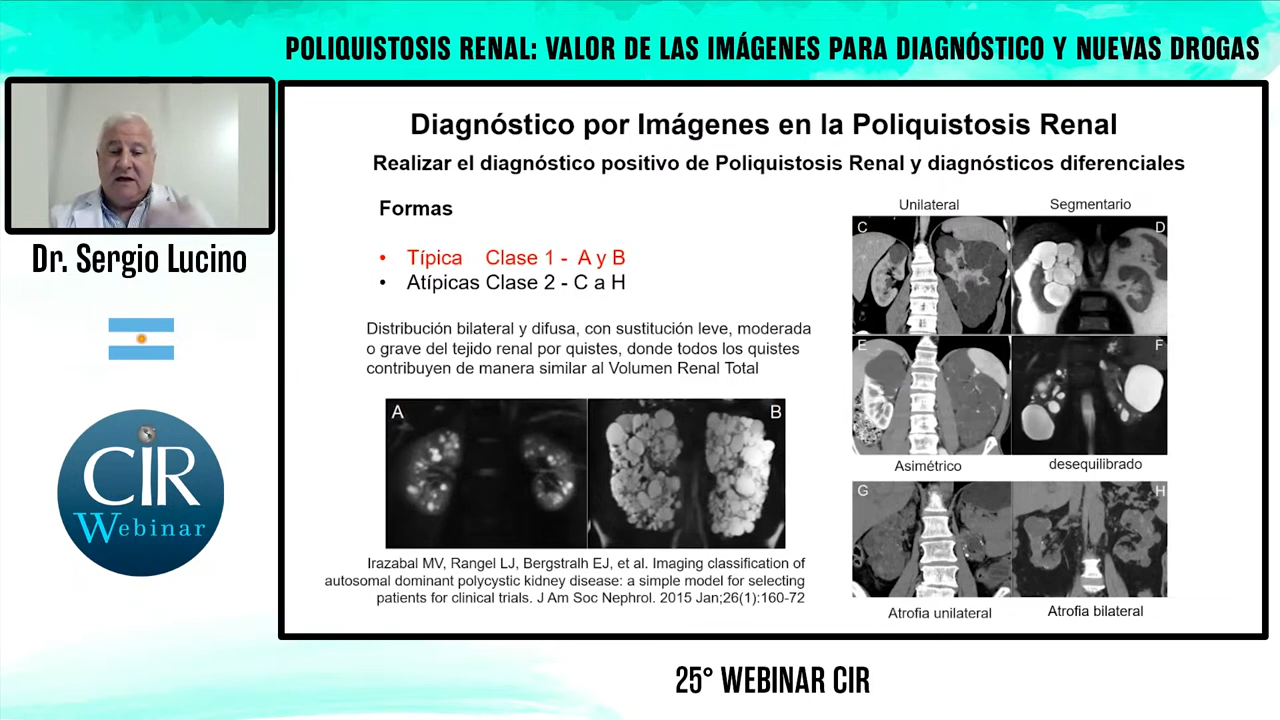 POLIQUISTOSIS RENAL: VALOR DE LAS IMÁGENES PARA DIAGNÓSTICO Y NUEVAS DROGAS
Dr. Sergio Lucino
CIR
Webinar
Diagnóstico por Imágenes en la Poliquistosis Renal
Realizar el diagnóstico positivo de Poliquistosis Renal y diagnósticos diferenciales
Formas
• Típica Clase 1 - A y B
• Atípicas Clase 2 - C a H
Distribución bilateral y difusa, con sustitución leve, moderada
o grave del tejido renal por quistes, donde todos los quistes
contribuyen de manera similar al Volumen Renal Total
A B
Irazabal MV, Rangel LJ, Bergstralh EJ, et al. Imaging classification of
autosomal dominant polycystic kidney disease: a simple model for selecting
patients for clinical trials. J Am Soc Nephrol. 2015 Jan;26(1):160-72
Unilateral Segmentario
C D
E F
Asimétrico desequilibrado
G H
Atrofia unilateral Atrofia bilateral
25° WEBINAR CIR